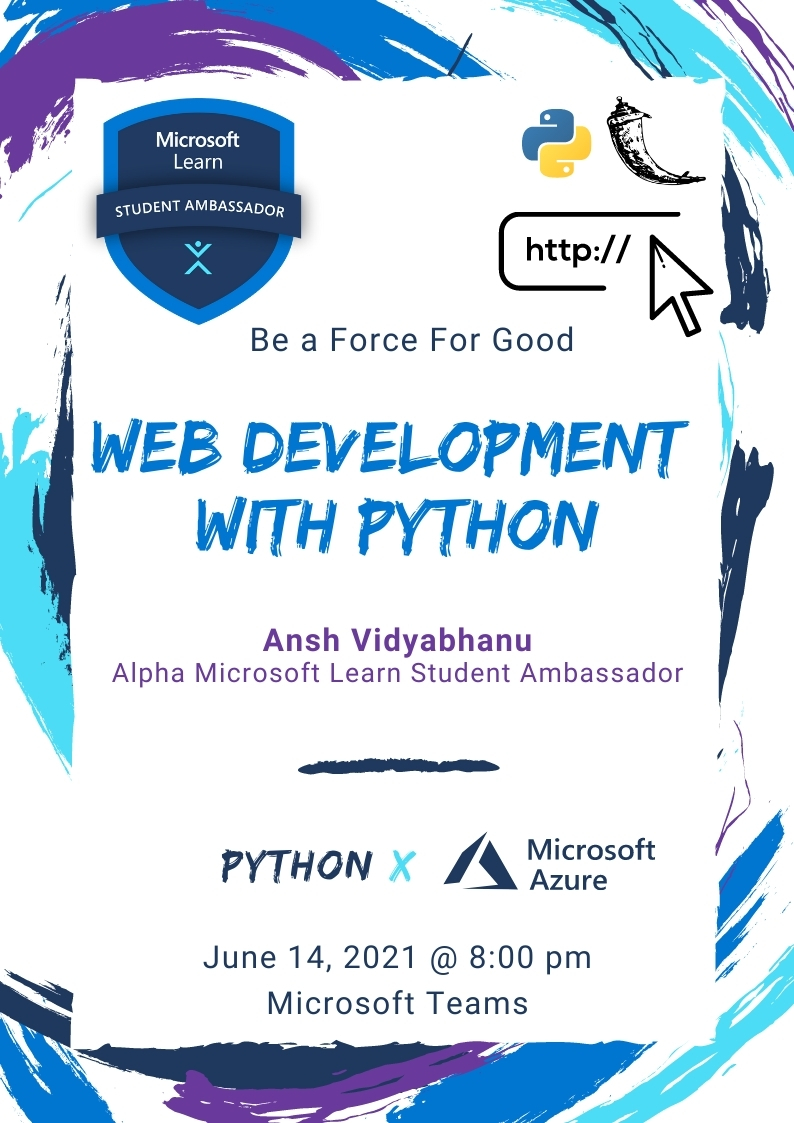 Microsoft
Learn
STUDENT AMBASSADOR
http://
Be a Force For Good
WEB DEVELOPMENT
WITH PYTHON
Ansh Vidyabhanu
Alpha Microsoft Learn Student Ambassador
PYTHON X Microsoft
Azure
June 14, 2021 @ 8:00 pm
Microsoft Teams